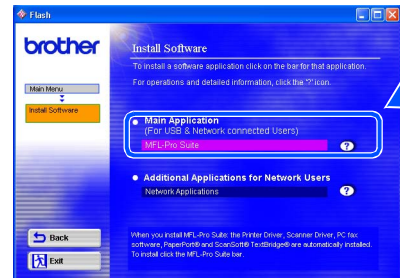 Flash
brother
Install Software
To install a software application click on the bar for that application.
For operations and detailed information, click the '?' icon.
Main Menu
Install Software
Main Application
(For USB & Network connected Users)
MFL-Pro Suite
?
Additional Applications for Network Users
Network Applications
?
Back
Exit
When you install MFL-Pro Suite: the Printer Driver, Scanner Driver, PC fax
software, PaperPort® and ScanSoft® TextBridge® are automatically installed.
To install click the MFL-Pro Suite bar.